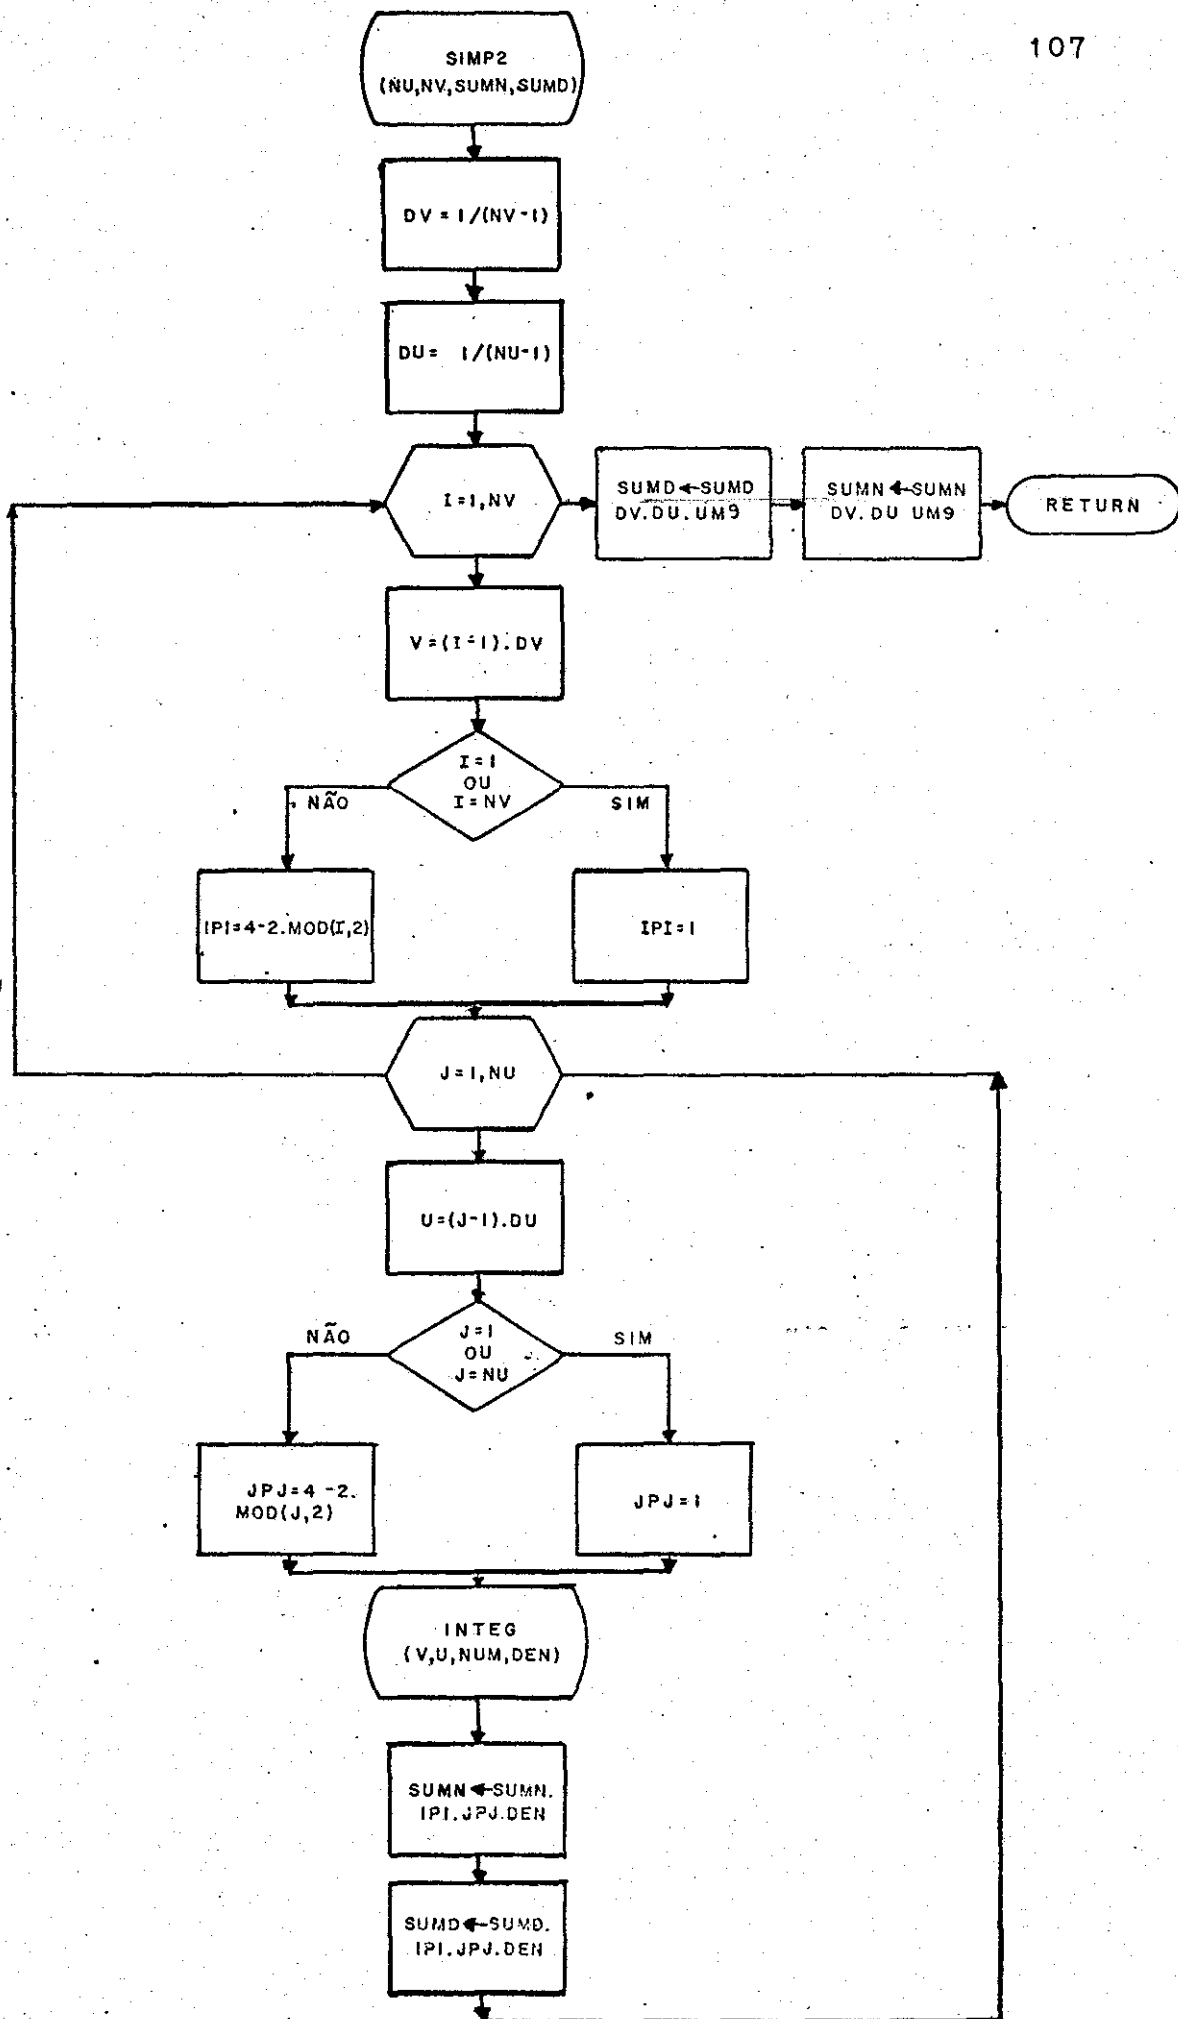 107
SIMP2
(NU,NV,SUMN,SUMD)
DV=1/(NV-1)
DU= 1/(NU-1)
I=1,NV
SUMD←SUMD
DV.DU.UM9
SUMN←SUMN
DV.DU UM9
RETURN
V=(I-1).DV
I=1
OU
I=NV
NÃO
SIM
IPI=4-2.MOD(I,2)
IPI=1
J=1,NU
U=(J-1).DU
J=1
OU
J=NU
NÃO
SIM
JPJ=4-2.
MOD(J,2)
JPJ=1
INTEG
(V,U,NUM,DEN)
SUMN←SUMN.
IPI.JPJ.DEN
SUMD←SUMD.
IPI.JPJ.DEN